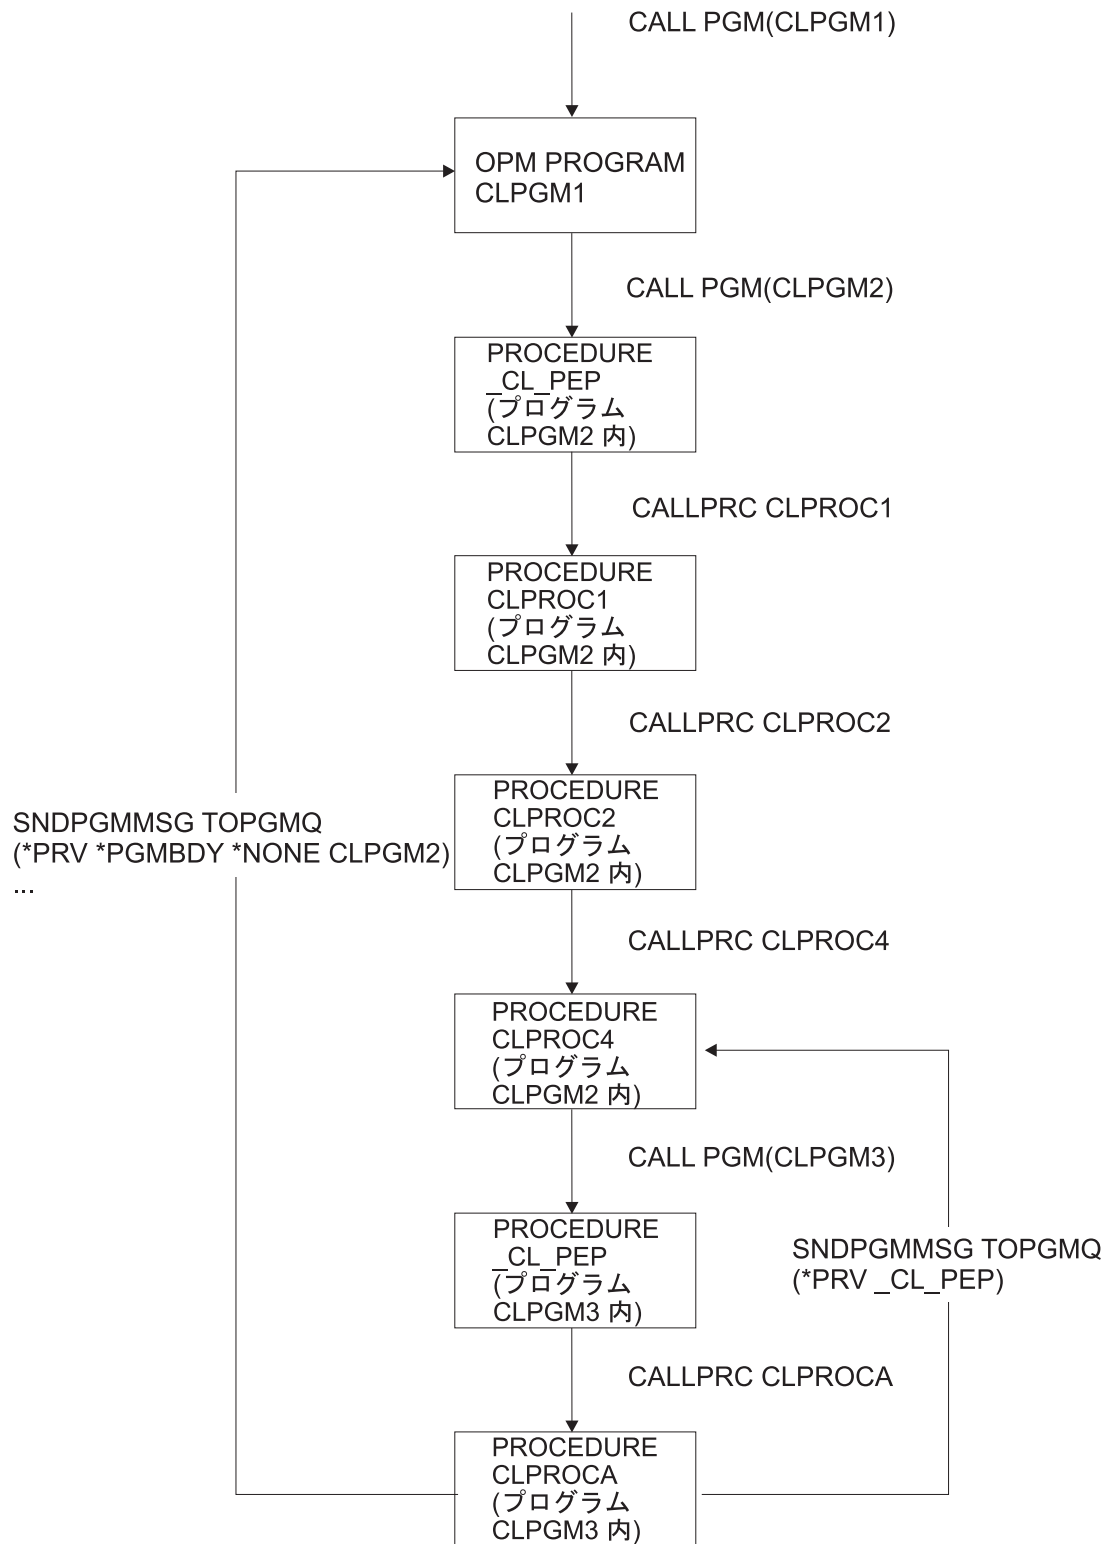 CALL PGM(CLPGM1)
OPM PROGRAM
CLPGM1
CALL PGM(CLPGM2)
PROCEDURE
_CL_PEP
(プログラム
CLPGM2 内)
CALLPRC CLPROC1
PROCEDURE
CLPROC1
(プログラム
CLPGM2 内)
CALLPRC CLPROC2
PROCEDURE
CLPROC2
(プログラム
CLPGM2 内)
SNDPGMMSG TOPGMQ
(*PRV *PGMBDY *NONE CLPGM2)
...
CALLPRC CLPROC4
PROCEDURE
CLPROC4
(プログラム
CLPGM2 内)
CALL PGM(CLPGM3)
PROCEDURE
_CL_PEP
(プログラム
CLPGM3 内)
SNDPGMMSG TOPGMQ
(*PRV _CL_PEP)
CALLPRC CLPROCA
PROCEDURE
CLPROCA
(プログラム
CLPGM3 内)